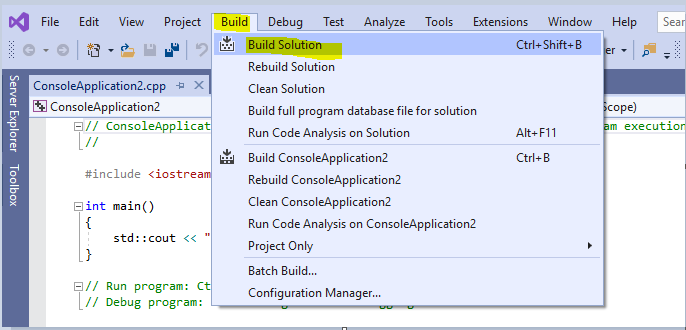 File Edit View Project Build Debug Test Analyze Tools Extensions Window Search
Build Solution Ctrl+Shift+B
Rebuild Solution
Clean Solution
Build full program database file for solution
Run Code Analysis on Solution Alt+F11
Build ConsoleApplication2 Ctrl+B
Rebuild ConsoleApplication2
Clean ConsoleApplication2
Run Code Analysis on ConsoleApplication2
Project Only
Batch Build...
Configuration Manager...
er
Server Explorer
Toolbox
ConsoleApplication2.cpp
ConsoleApplication2
Scope)
// ConsoleApplicat
am execution
//
#include <iostream
int main()
{
std::cout << "
}
// Run program: Ct
// Debug program: